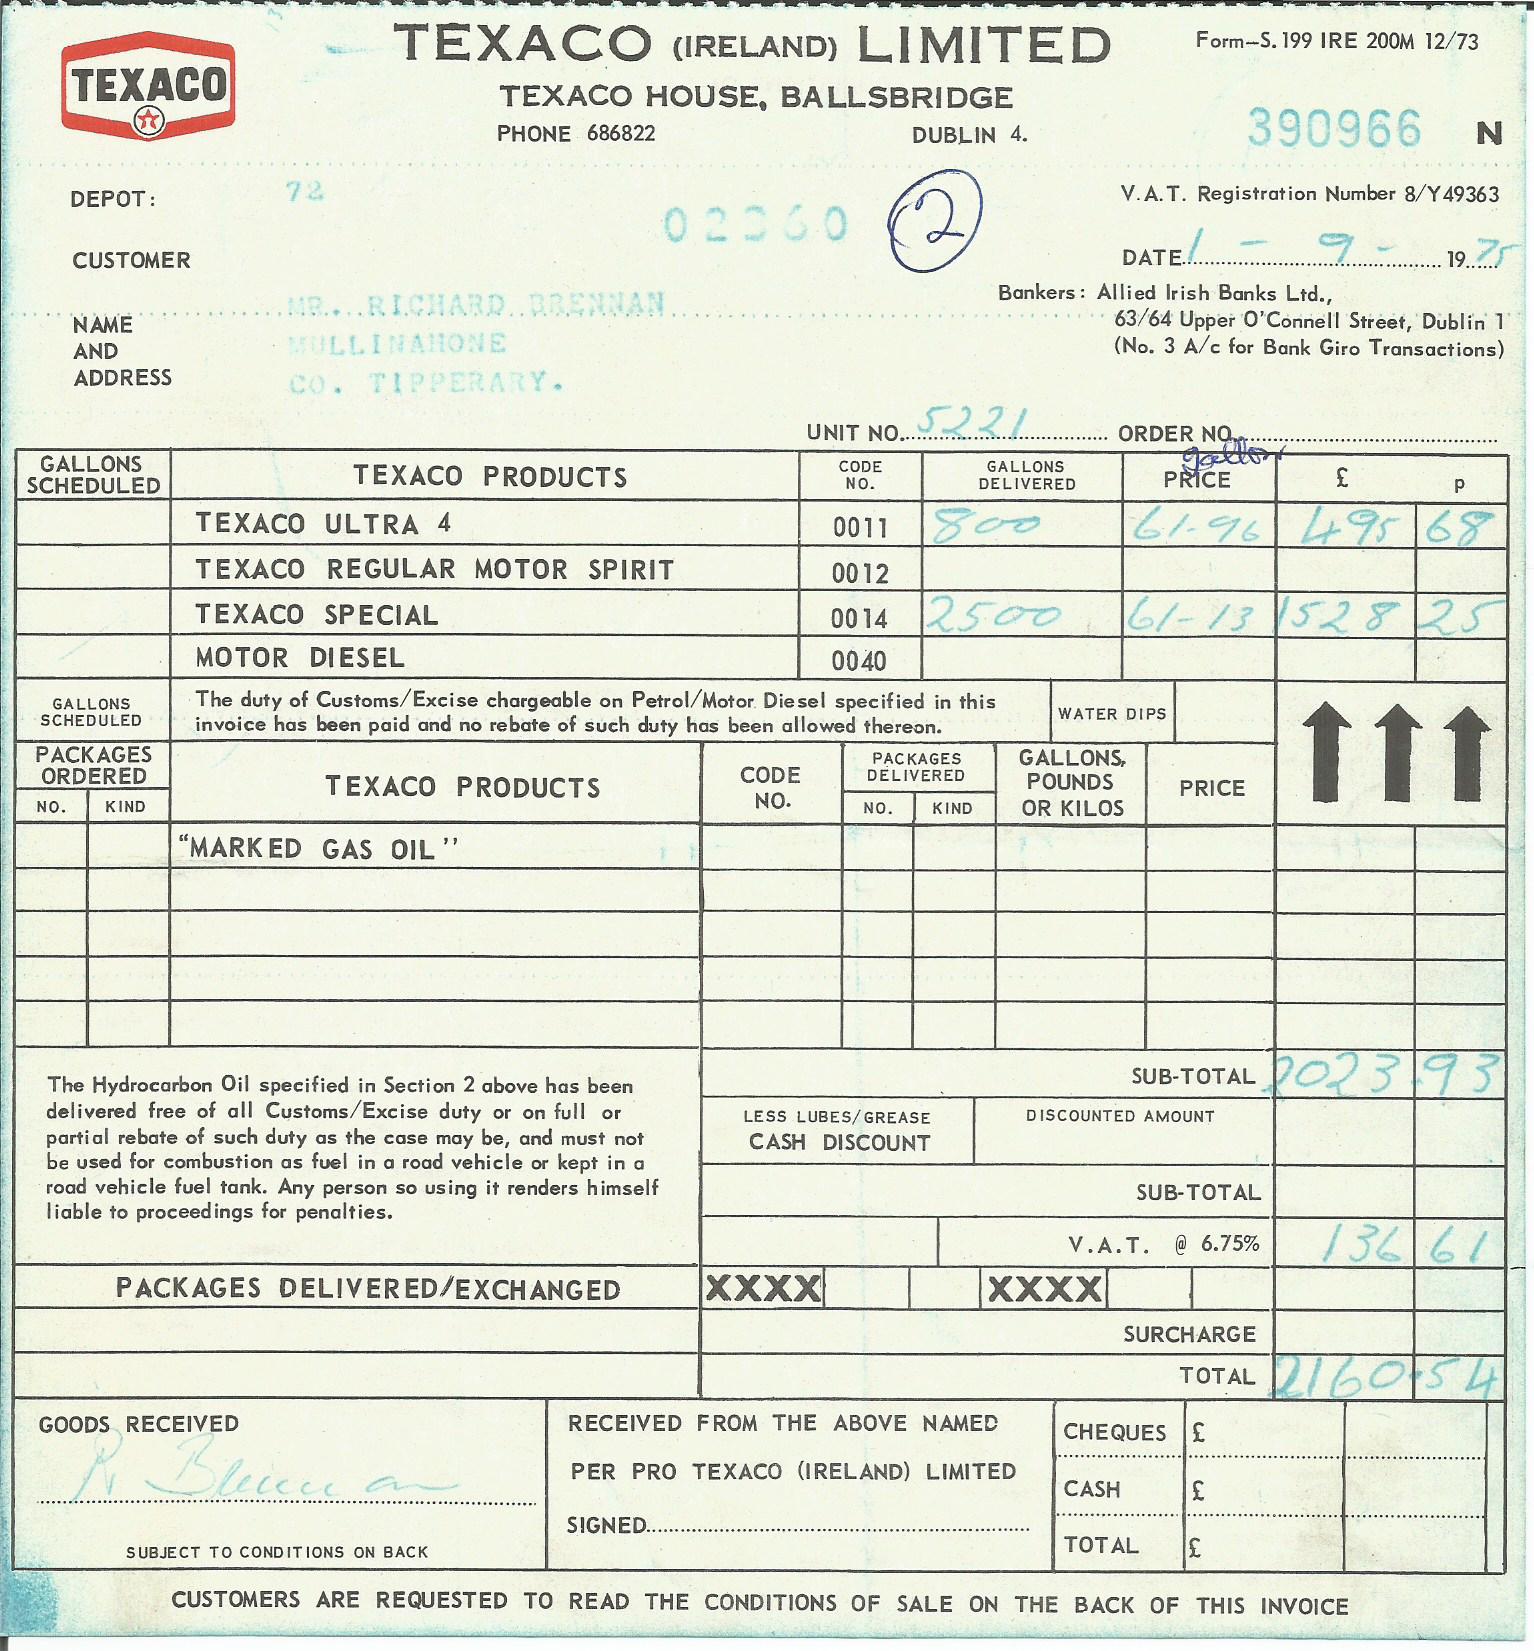 TEXACO (IRELAND) LIMITED
Form–S. 199 IRE 200M 12/73
TEXACO
TEXACO HOUSE, BALLSBRIDGE
PHONE 686822 DUBLIN 4.
390966 N
DEPOT: 72
02360
2
V.A.T. Registration Number 8/Y49363
CUSTOMER
DATE 1 - 9 - 1975
Bankers: Allied Irish Banks Ltd.,
63/64 Upper O'Connell Street, Dublin 1
(No. 3 A/c for Bank Giro Transactions)
NAME AND ADDRESS
MR. RICHARD BRENNAN
MULLINAHONE
CO. TIPPERARY.
UNIT NO. 5221 ORDER NO.
GALLONS SCHEDULED TEXACO PRODUCTS CODE NO. GALLONS DELIVERED gallon PRICE £ p
TEXACO ULTRA 4 0011 800 61-96 495 68
TEXACO REGULAR MOTOR SPIRIT 0012
TEXACO SPECIAL 0014 2500 61-13 1528 25
MOTOR DIESEL 0040
GALLONS SCHEDULED
The duty of Customs/Excise chargeable on Petrol/Motor Diesel specified in this
invoice has been paid and no rebate of such duty has been allowed thereon.
WATER DIPS
PACKAGES ORDERED TEXACO PRODUCTS CODE NO. PACKAGES DELIVERED GALLONS, POUNDS OR KILOS PRICE
NO. KIND NO. KIND
"MARKED GAS OIL"
SUB-TOTAL 2023.93
The Hydrocarbon Oil specified in Section 2 above has been
delivered free of all Customs/Excise duty or on full or
partial rebate of such duty as the case may be, and must not
be used for combustion as fuel in a road vehicle or kept in a
road vehicle fuel tank. Any person so using it renders himself
liable to proceedings for penalties.
LESS LUBES/GREASE DISCOUNTED AMOUNT
CASH DISCOUNT
SUB-TOTAL
V.A.T. @ 6.75% 136 61
PACKAGES DELIVERED/EXCHANGED XXXX XXXX
SURCHARGE
TOTAL 2160.54
GOODS RECEIVED
R Brennan
SUBJECT TO CONDITIONS ON BACK
RECEIVED FROM THE ABOVE NAMED
PER PRO TEXACO (IRELAND) LIMITED
SIGNED
CHEQUES £
CASH £
TOTAL £
CUSTOMERS ARE REQUESTED TO READ THE CONDITIONS OF SALE ON THE BACK OF THIS INVOICE